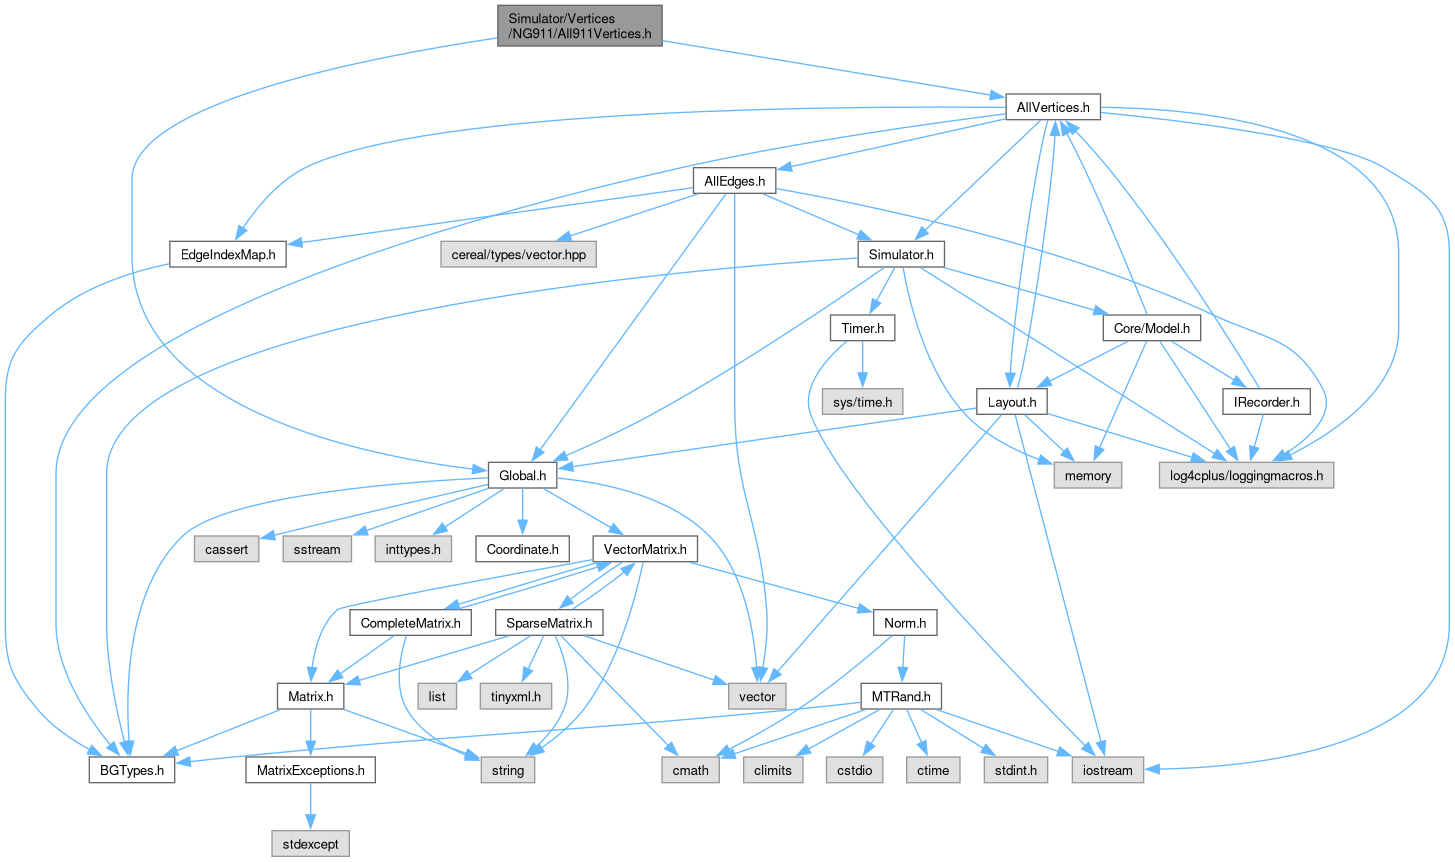 Simulator/Vertices
/NG911/All911Vertices.h
AllVertices.h
AllEdges.h
EdgeIndexMap.h
cereal/types/vector.hpp
Simulator.h
Timer.h
Core/Model.h
sys/time.h
Layout.h
IRecorder.h
Global.h
memory
log4cplus/loggingmacros.h
cassert
sstream
inttypes.h
Coordinate.h
VectorMatrix.h
CompleteMatrix.h
SparseMatrix.h
Norm.h
Matrix.h
list
tinyxml.h
vector
MTRand.h
BGTypes.h
MatrixExceptions.h
string
cmath
climits
cstdio
ctime
stdint.h
iostream
stdexcept